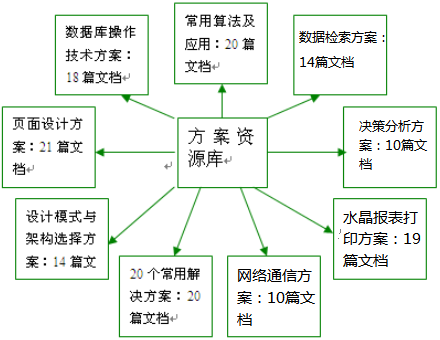 数据库操作
技术方案：
18篇文档
常用算法及
应用：20篇
文档
数据检索方案：
14篇文档
页面设计方
案：21篇文
档
方案资
源库
决策分析方
案：10篇文
档
设计模式与
架构选择方
案：14篇文
20个常用解
决方案：20
篇文档
网络通信方
案：10篇文
档
水晶报表打
印方案：19
篇文档